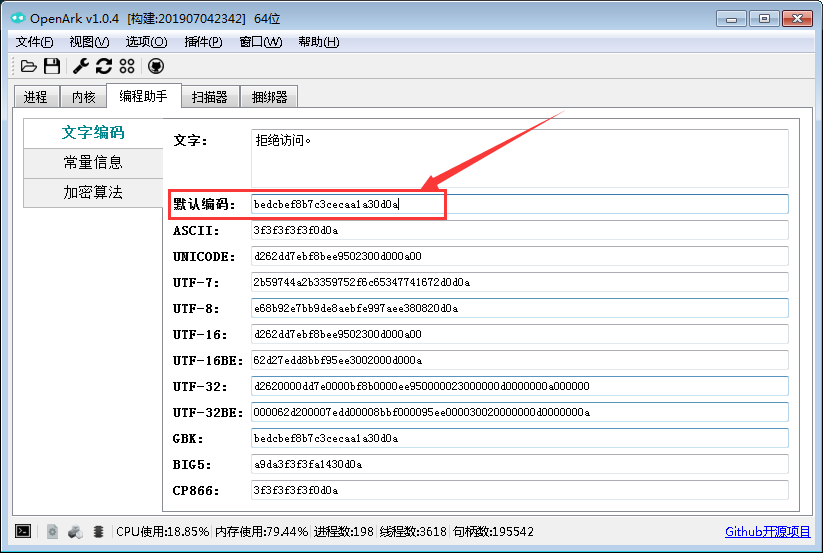 OpenArk v1.0.4 [构建:201907042342] 64位
文件(F) 视图(V) 选项(O) 插件(P) 窗口(W) 帮助(H)
进程 内核 编程助手 扫描器 捆绑器
文字编码
常量信息
加密算法
文字: 拒绝访问。
默认编码: bedcbef8b7c3cecaa1a30d0a
ASCII: 3f3f3f3f3f0d0a
UNICODE: d262dd7ebf8bee9502300d000a00
UTF-7: 2b59744a2b3359752f6c65347741672d0d0a
UTF-8: e68b92e7bb9de8aebfe997aee380820d0a
UTF-16: d262dd7ebf8bee9502300d000a00
UTF-16BE: 62d27edd8bbf95ee3002000d000a
UTF-32: d2620000dd7e0000bf8b0000ee950000023000000d0000000a000000
UTF-32BE: 000062d200007edd00008bbf000095ee000030020000000d0000000a
GBK: bedcbef8b7c3cecaa1a30d0a
BIG5: a9da3f3f3fa1430d0a
CP866: 3f3f3f3f3f0d0a
CPU使用:18.85% 内存使用:79.44% 进程数:198 线程数:3618 句柄数:195542 Github开源项目